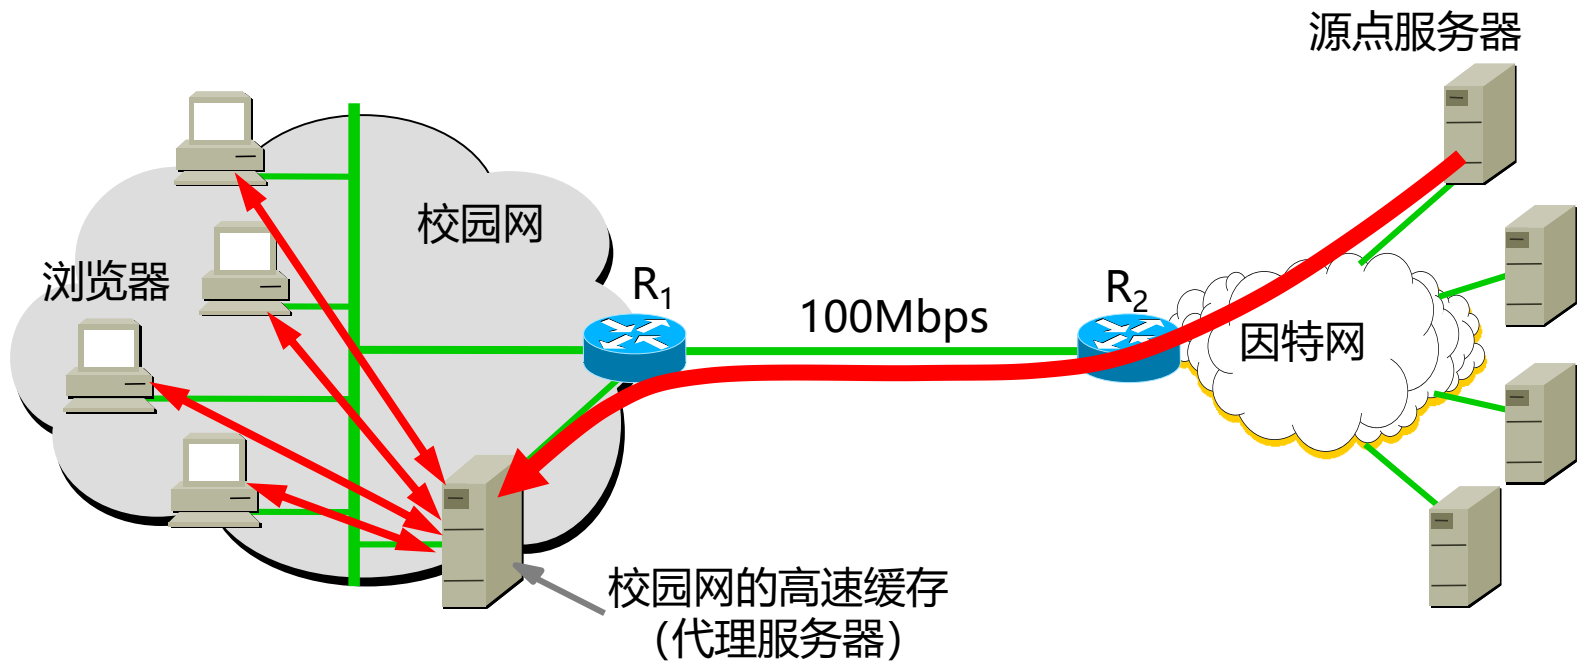 源点服务器
校园网
浏览器
R1
100Mbps
R2
因特网
校园网的高速缓存
（代理服务器）